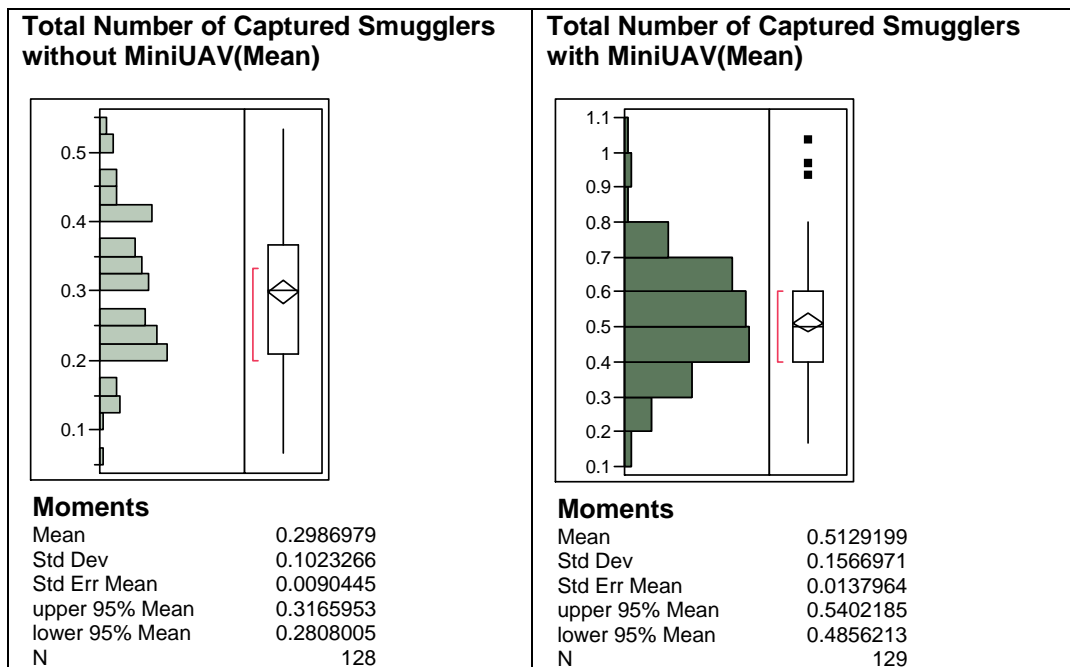 Total Number of Captured Smugglers
without MiniUAV(Mean)
0.5
0.4
0.3
0.2
0.1
Moments
Mean 0.2986979
Std Dev 0.1023266
Std Err Mean 0.0090445
upper 95% Mean 0.3165953
lower 95% Mean 0.2808005
N 128
Total Number of Captured Smugglers
with MiniUAV(Mean)
1.1
1
0.9
0.8
0.7
0.6
0.5
0.4
0.3
0.2
0.1
Moments
Mean 0.5129199
Std Dev 0.1566971
Std Err Mean 0.0137964
upper 95% Mean 0.5402185
lower 95% Mean 0.4856213
N 129